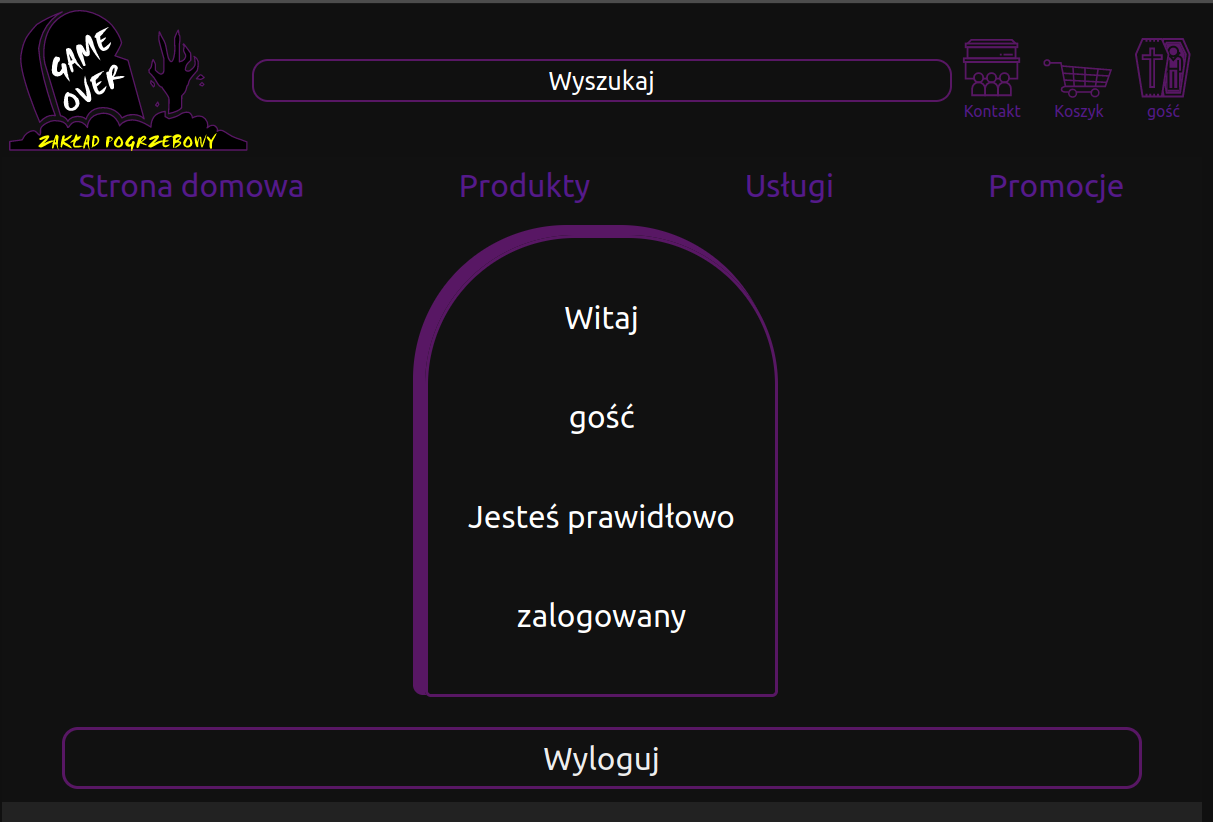 GAME
OVER
ZAKŁAD POGRZEBOWY
Wyszukaj
Kontakt
Koszyk
gość
Strona domowa
Produkty
Usługi
Promocje
Witaj
gość
Jesteś prawidłowo
zalogowany
Wyloguj